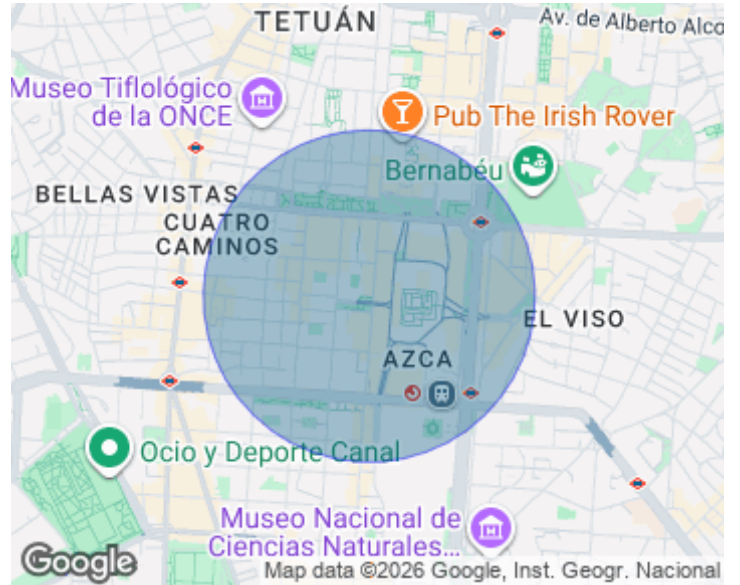 TETUÁN
Av. de Alberto Alco
Museo Tiflológico
de la ONCE
Pub The Irish Rover
Bernabéu
BELLAS VISTAS
CUATRO
CAMINOS
EL VISO
AZCA
Ocio y Deporte Canal
Museo Nacional de
Ciencias Naturales...
Google
Map data ©2026 Google, Inst. Geogr. Nacional